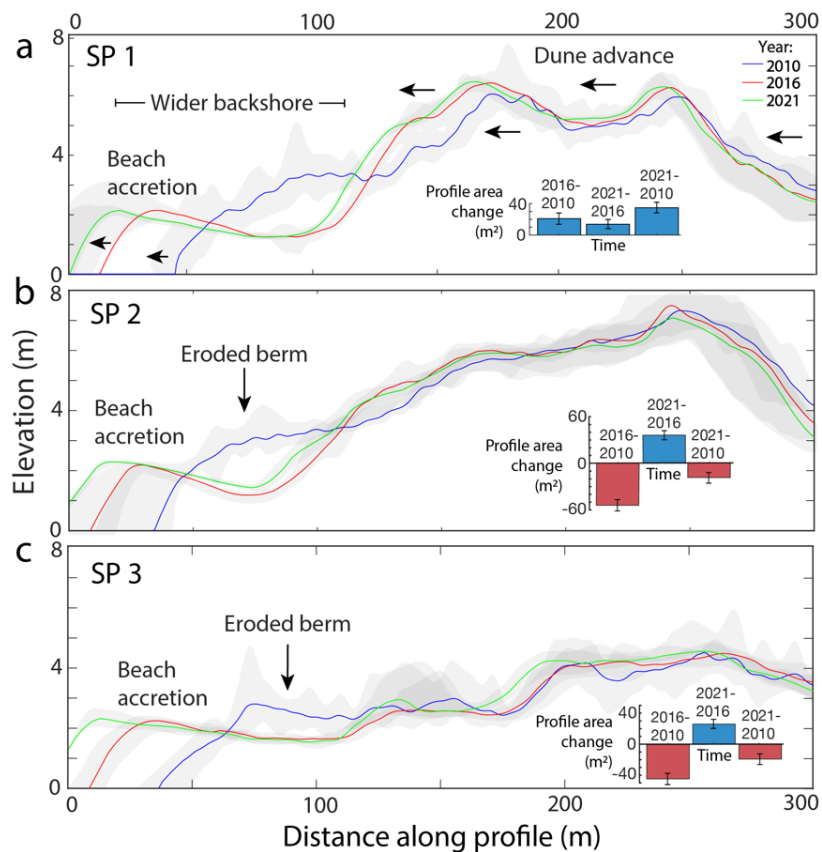 0 100 200 300
a
8
SP 1
Dune advance
Year:
2010
2016
2021
Wider backshore
Beach
accretion
4
0
Profile area
change
(m²)
40
0
2016-
2010
2021-
2016
2021-
2010
Time
b
8
SP 2
Eroded berm
Beach
accretion
4
0
Elevation (m)
Profile area
change
(m²)
60
0
-60
2016-
2010
2021-
2016
2021-
2010
Time
c
8
SP 3
Eroded berm
Beach
accretion
4
0
Profile area
change
(m²)
40
0
-40
2016-
2010
2021-
2016
2021-
2010
Time
0 100 200 300
Distance along profile (m)